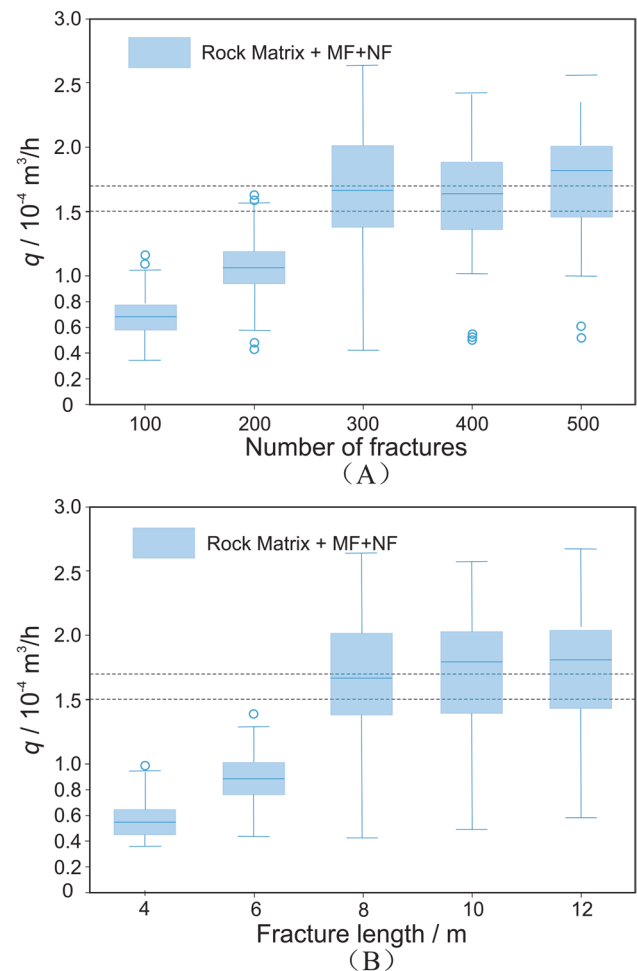 3.0
Rock Matrix + MF+NF
2.5
2.0
1.5
1.0
0.8
0.6
0.4
0.2
0
q / 10⁻⁴ m³/h
100 200 300 400 500
Number of fractures
（A）
3.0
Rock Matrix + MF+NF
2.5
2.0
1.5
1.0
0.8
0.6
0.4
0.2
0
q / 10⁻⁴ m³/h
4 6 8 10 12
Fracture length / m
（B）